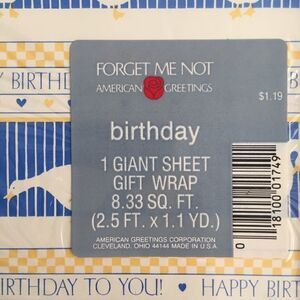 Y BIRTHD
FORGET ME NOT
AMERICAN GREETINGS
$1.19
birthday
1 GIANT SHEET
GIFT WRAP
8.33 SQ. FT.
(2.5 FT. x 1.1 YD.)
AMERICAN GREETINGS CORPORATION
CLEVELAND, OHIO 44144 MADE IN U.S.A.
0 18100 01749
BIRTHDAY TO YOU! HAPPY BIR